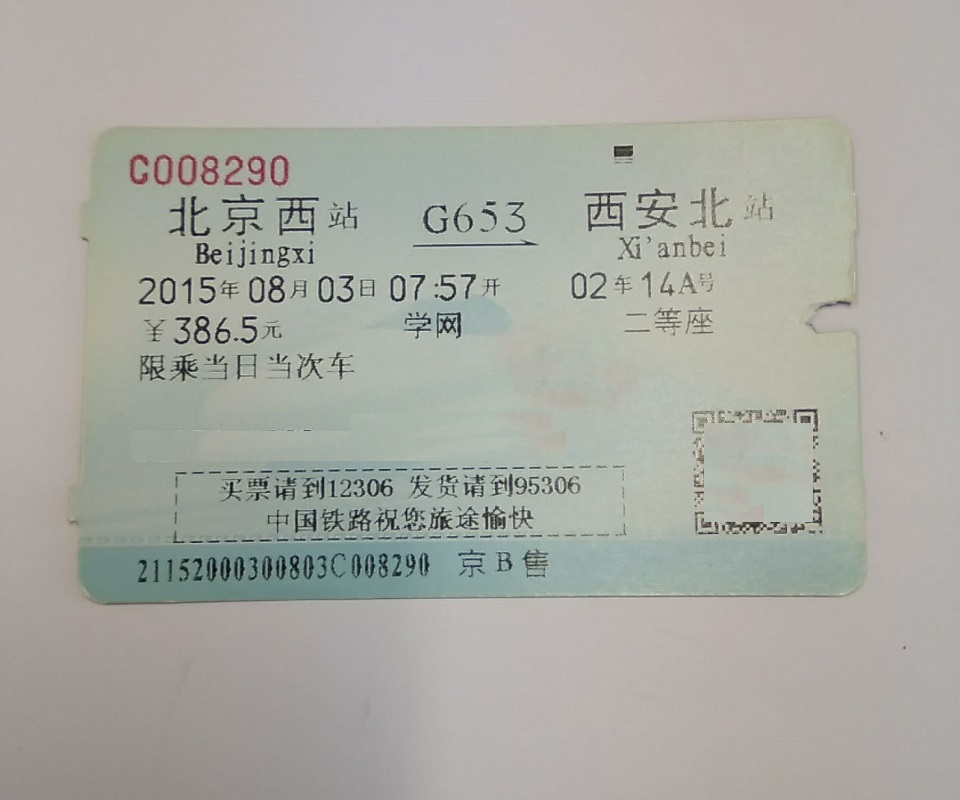 C008290
北京西站 G653 西安北站
Beijingxi Xi'anbei
2015年08月03日07:57开 02车14A号
￥386.5元 学网 二等座
限乘当日当次车
买票请到12306 发货请到95306
中国铁路祝您旅途愉快
21152000300803C008290 京B售